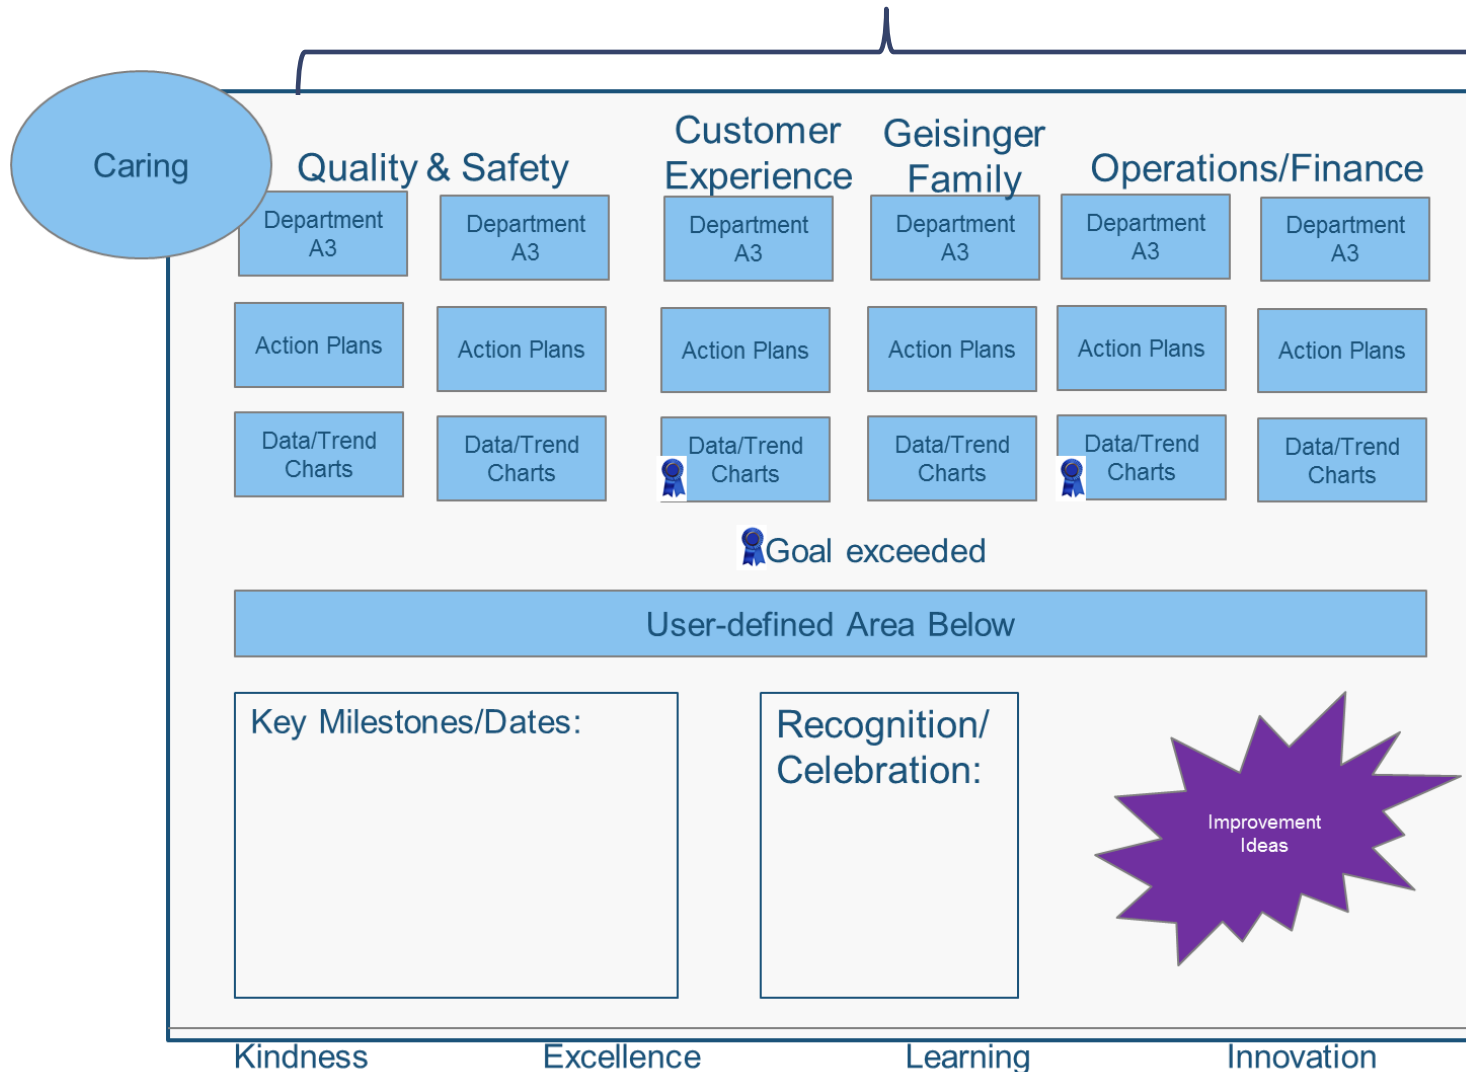 Caring
Quality & Safety
Customer
Experience
Geisinger
Family
Operations/Finance
Department
A3
Department
A3
Department
A3
Department
A3
Department
A3
Department
A3
Action Plans
Action Plans
Action Plans
Action Plans
Action Plans
Action Plans
Data/Trend
Charts
Data/Trend
Charts
Data/Trend
Charts
Data/Trend
Charts
Data/Trend
Charts
Data/Trend
Charts
Goal exceeded
User-defined Area Below
Key Milestones/Dates:
Recognition/
Celebration:
Improvement
Ideas
Kindness
Excellence
Learning
Innovation